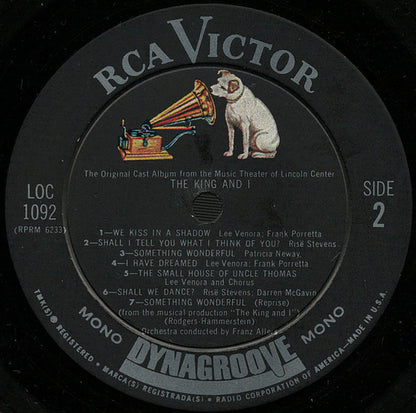 RCA VICTOR
The Original Cast Album from the Music Theater of Lincoln Center
THE KING AND I
LOC
1092
(RPRM 6233)
SIDE
2
1—WE KISS IN A SHADOW Lee Venora; Frank Porretta
2—SHALL I TELL YOU WHAT I THINK OF YOU? Risë Stevens
3—SOMETHING WONDERFUL Patricia Neway
4—I HAVE DREAMED Lee Venora; Frank Porretta
5—THE SMALL HOUSE OF UNCLE THOMAS
Lee Venora and Chorus
6—SHALL WE DANCE? Risë Stevens; Darren McGavin
7—SOMETHING WONDERFUL (Reprise)
(from the musical production "The King and I")
(Rodgers-Hammerstein)
Orchestra conducted by Franz
MONO
DYNAGROOVE
MONO
TMK(S) ® REGISTERED • MARCA(S) REGISTRADA(S) • RADIO CORPORATION OF AMERICA—MADE IN U.S.A.